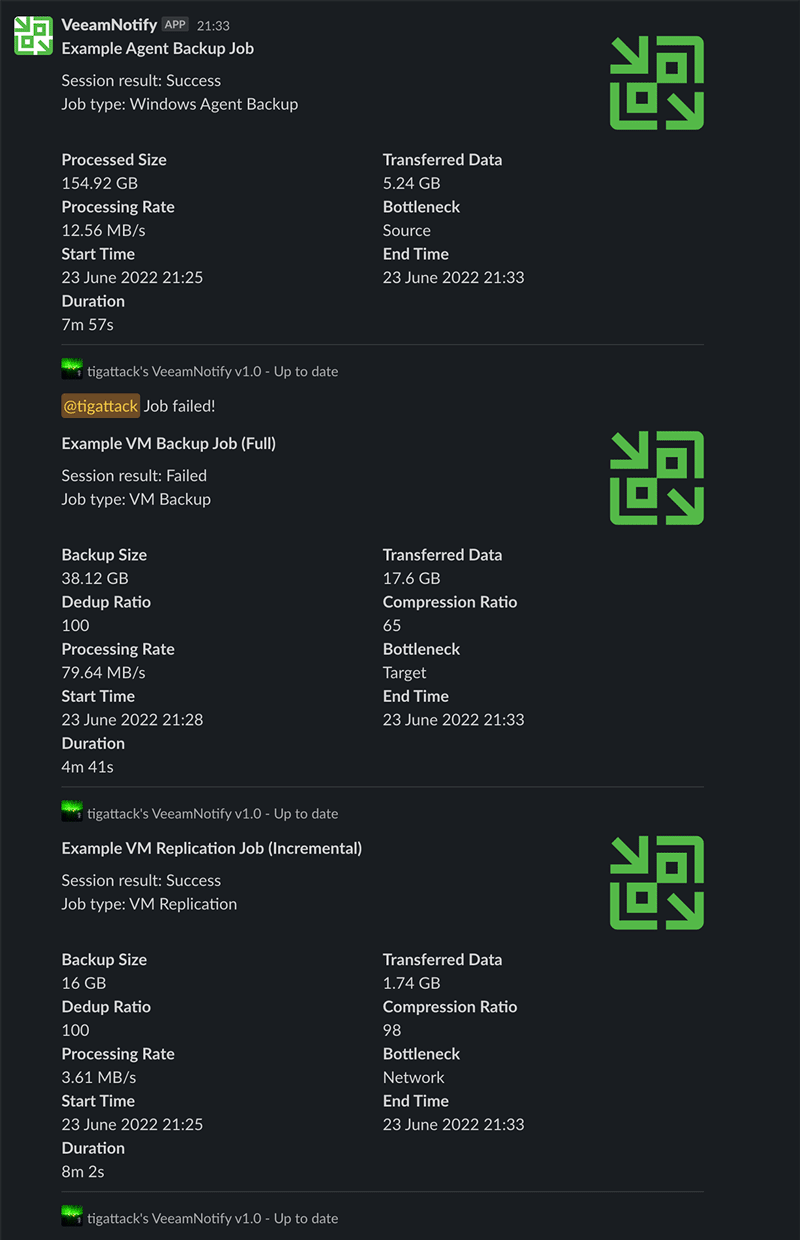 VeeamNotify APP 21:33
Example Agent Backup Job
Session result: Success
Job type: Windows Agent Backup
Processed Size Transferred Data
154.92 GB 5.24 GB
Processing Rate Bottleneck
12.56 MB/s Source
Start Time End Time
23 June 2022 21:25 23 June 2022 21:33
Duration
7m 57s
tigattack's VeeamNotify v1.0 - Up to date
@tigattack Job failed!
Example VM Backup Job (Full)
Session result: Failed
Job type: VM Backup
Backup Size Transferred Data
38.12 GB 17.6 GB
Dedup Ratio Compression Ratio
100 65
Processing Rate Bottleneck
79.64 MB/s Target
Start Time End Time
23 June 2022 21:28 23 June 2022 21:33
Duration
4m 41s
tigattack's VeeamNotify v1.0 - Up to date
Example VM Replication Job (Incremental)
Session result: Success
Job type: VM Replication
Backup Size Transferred Data
16 GB 1.74 GB
Dedup Ratio Compression Ratio
100 98
Processing Rate Bottleneck
3.61 MB/s Network
Start Time End Time
23 June 2022 21:25 23 June 2022 21:33
Duration
8m 2s
tigattack's VeeamNotify v1.0 - Up to date